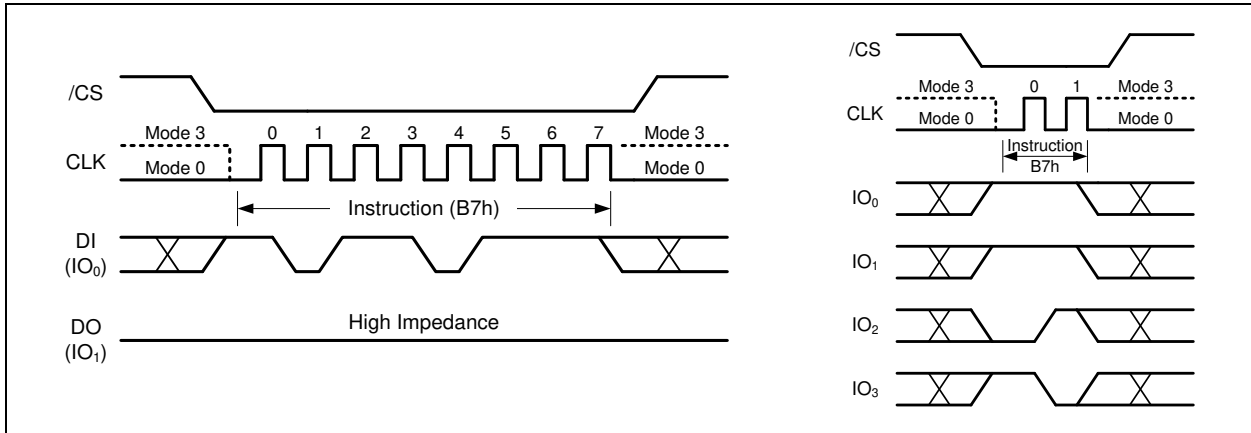 /CS
Mode 3 0 1 2 3 4 5 6 7 Mode 3
CLK
Mode 0 Mode 0
Instruction (B7h)
DI
(IO₀)
High Impedance
DO
(IO₁)
/CS
Mode 3 0 1 Mode 3
CLK
Mode 0 Mode 0
Instruction
B7h
IO₀
IO₁
IO₂
IO₃